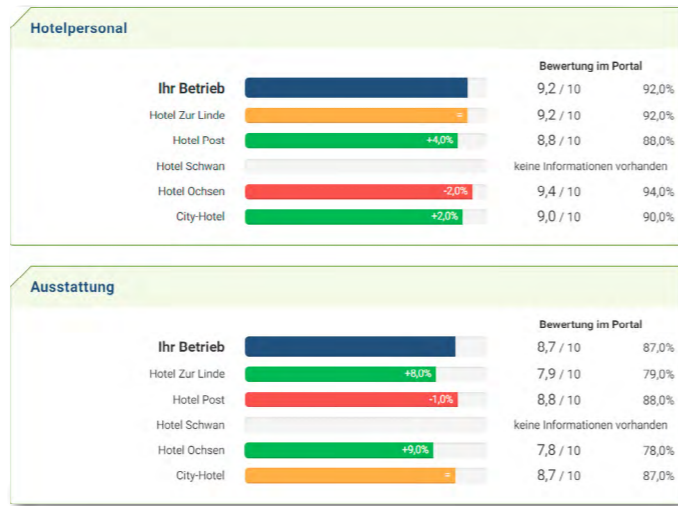 Hotelpersonal
Bewertung im Portal
Ihr Betrieb 9,2 / 10 92,0%
Hotel Zur Linde = 9,2 / 10 92,0%
Hotel Post +4,0% 8,8 / 10 88,0%
Hotel Schwan keine Informationen vorhanden
Hotel Ochsen -2,0% 9,4 / 10 94,0%
City-Hotel +2,0% 9,0 / 10 90,0%
Ausstattung
Bewertung im Portal
Ihr Betrieb 8,7 / 10 87,0%
Hotel Zur Linde +8,0% 7,9 / 10 79,0%
Hotel Post -1,0% 8,8 / 10 88,0%
Hotel Schwan keine Informationen vorhanden
Hotel Ochsen +9,0% 7,8 / 10 78,0%
City-Hotel = 8,7 / 10 87,0%